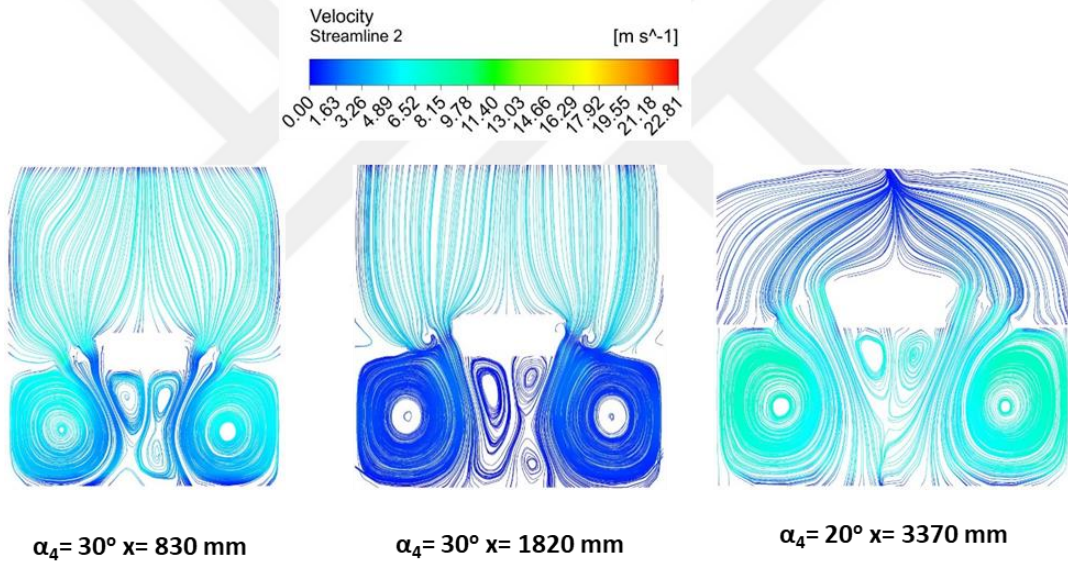 Velocity
Streamline 2 [m s^-1]
0.00 1.63 3.26 4.89 6.52 8.15 9.78 11.40 13.03 14.66 16.29 17.92 19.55 21.18 22.81
α₄= 30° x= 830 mm
α₄= 30° x= 1820 mm
α₄= 20° x= 3370 mm